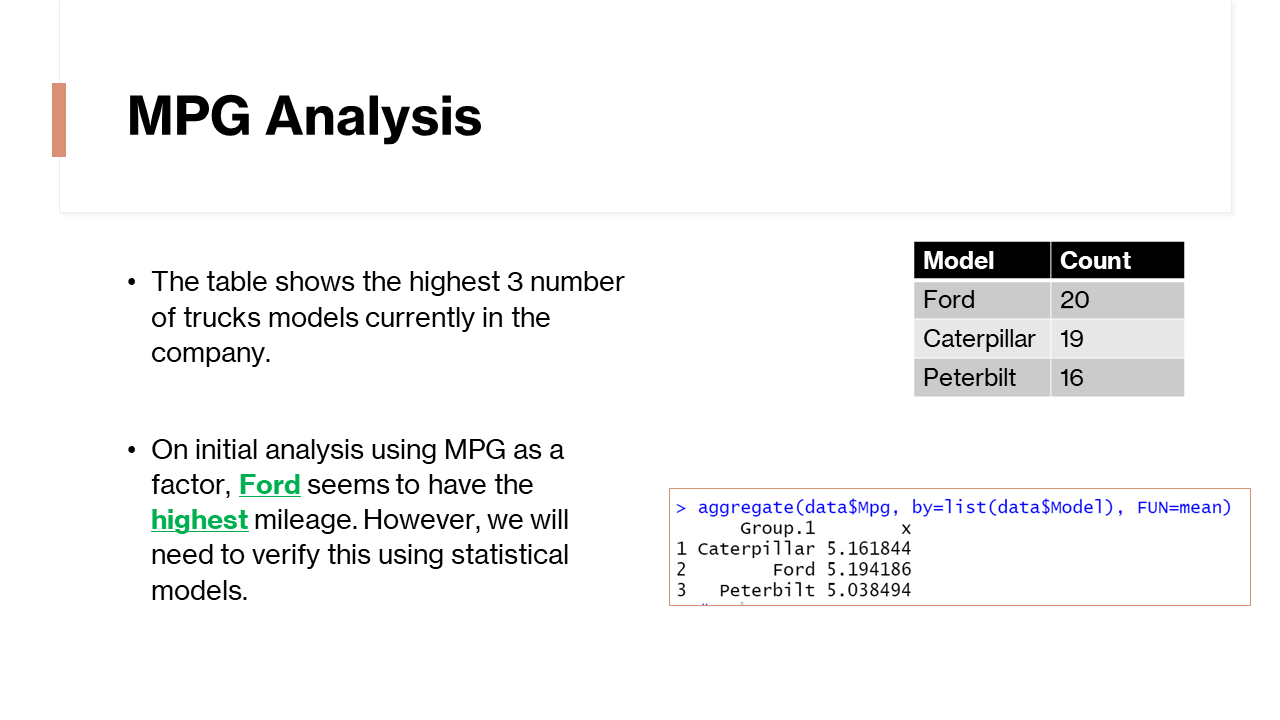 MPG Analysis
• The table shows the highest 3 number
of trucks models currently in the
company.
• On initial analysis using MPG as a
factor, Ford seems to have the
highest mileage. However, we will
need to verify this using statistical
models.
Model Count
Ford 20
Caterpillar 19
Peterbilt 16
> aggregate(data$Mpg, by=list(data$Model), FUN=mean)
Group.1 x
1 Caterpillar 5.161844
2 Ford 5.194186
3 Peterbilt 5.038494